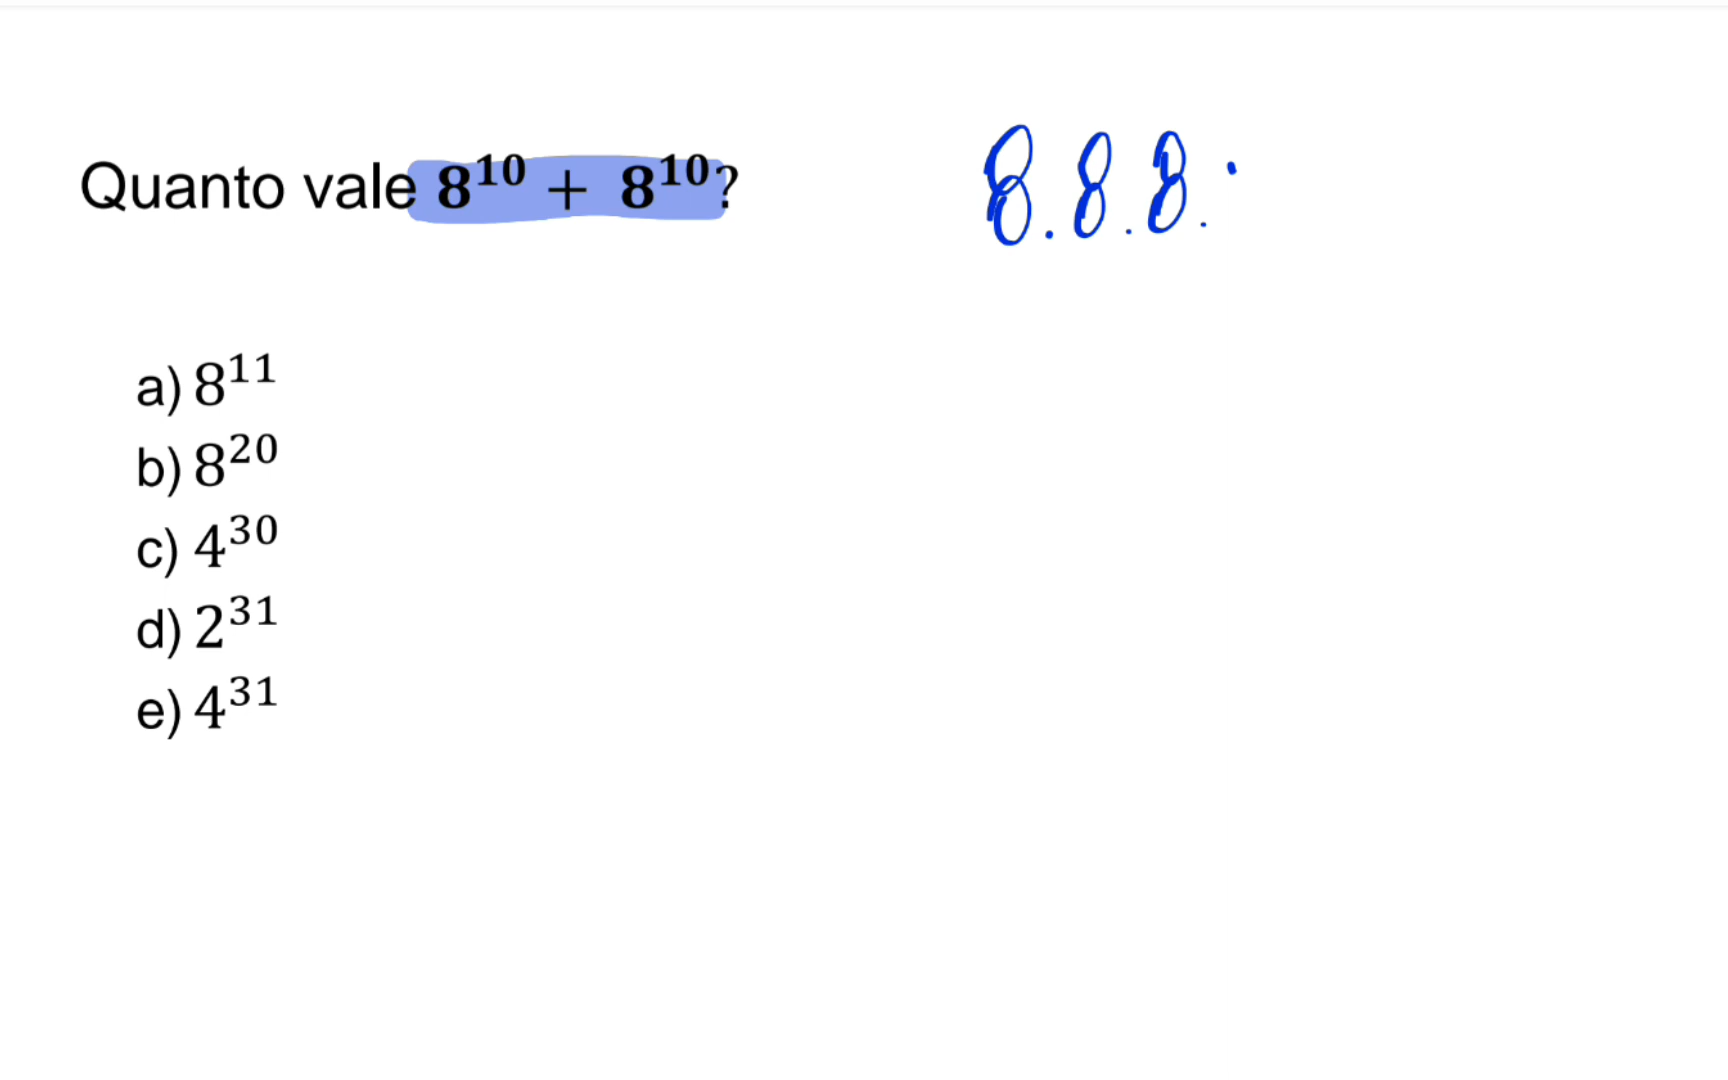 Quanto vale 8¹⁰ + 8¹⁰?
8.8.8.
a) 8¹¹
b) 8²⁰
c) 4³⁰
d) 2³¹
e) 4³¹